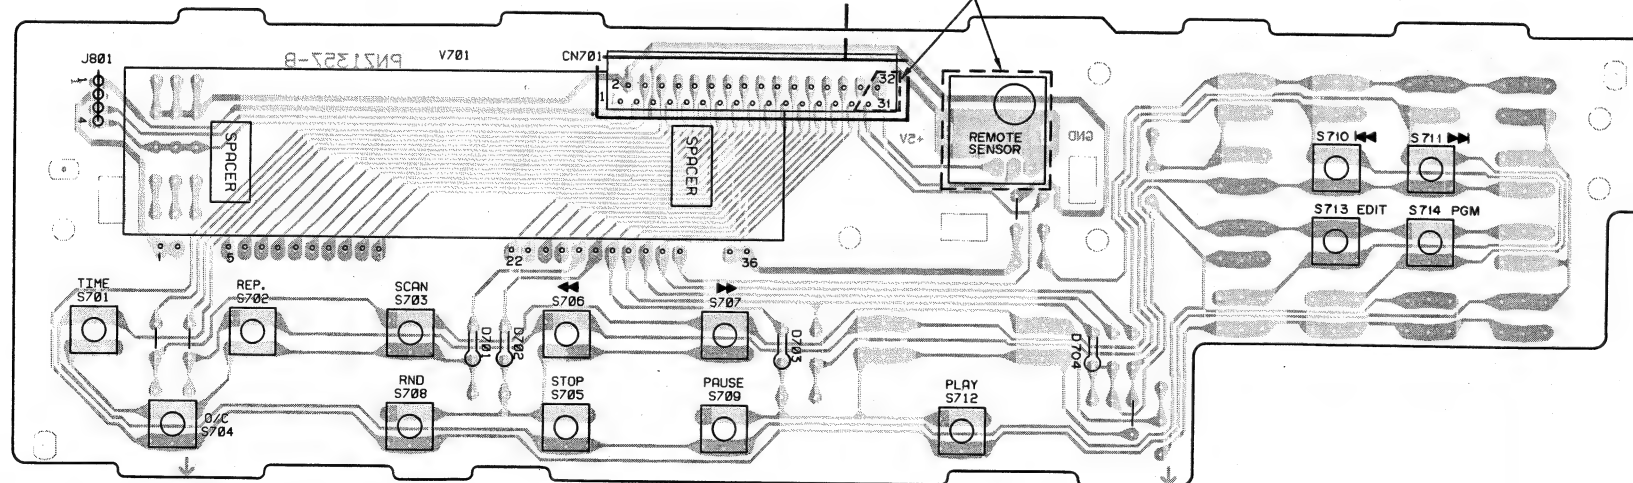 J801
PNZ1357-B
V701
CN701
1
4
2
32
1
31
SPACER
SPACER
+5V
REMOTE
SENSOR
GND
S710
S711
S713 EDIT
S714 PGM
1
5
22
36
TIME
S701
REP.
S702
SCAN
S703
D701
D702
S706
S707
D703
D704
O/C
S704
RND
S708
STOP
S705
PAUSE
S709
PLAY
S712